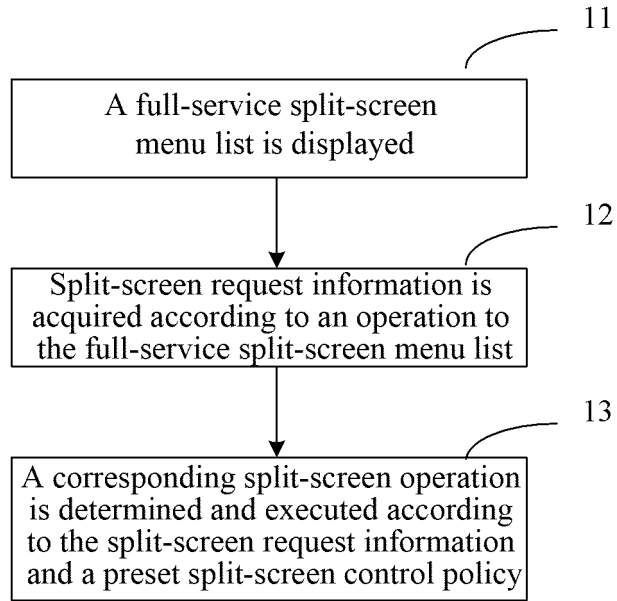 11
A full-service split-screen
menu list is displayed
12
Split-screen request information is
acquired according to an operation to
the full-service split-screen menu list
13
A corresponding split-screen operation
is determined and executed according
to the split-screen request information
and a preset split-screen control policy